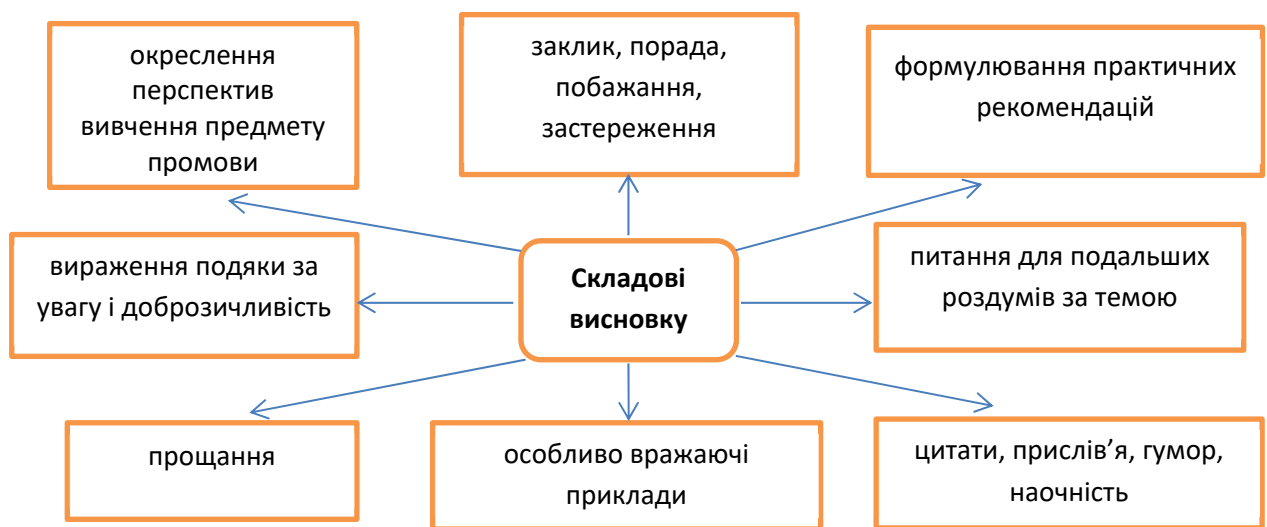 окреслення
перспектив
вивчення предмету
промови
заклик, порада,
побажання,
застереження
формулювання практичних
рекомендацій
вираження подяки за
увагу і доброзичливість
Складові
висновку
питання для подальших
роздумів за темою
прощання
особливо вражаючі
приклади
цитати, прислів’я, гумор,
наочність